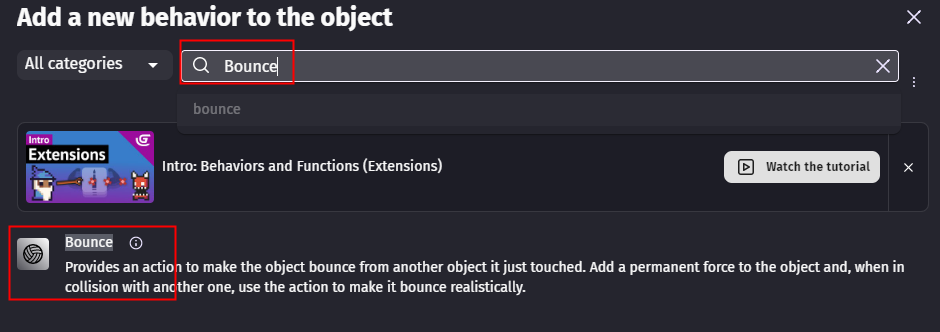 Add a new behavior to the object
All categories
Bounce
bounce
Intro
Extensions
Intro: Behaviors and Functions (Extensions)
Watch the tutorial
Bounce
Provides an action to make the object bounce from another object it just touched. Add a permanent force to the object and, when in
collision with another one, use the action to make it bounce realistically.